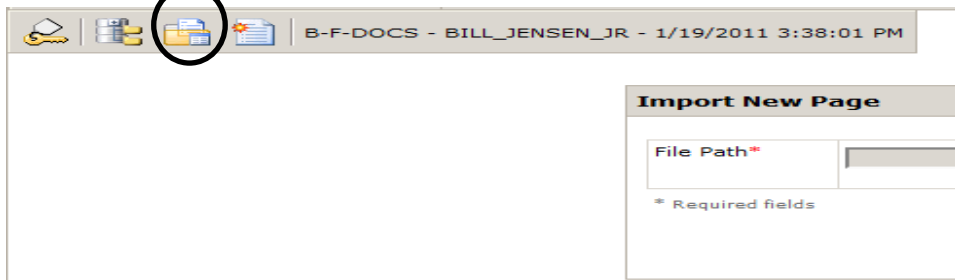 B-F-DOCS - BILL_JENSEN_JR - 1/19/2011 3:38:01 PM
Import New Page
File Path*
* Required fields